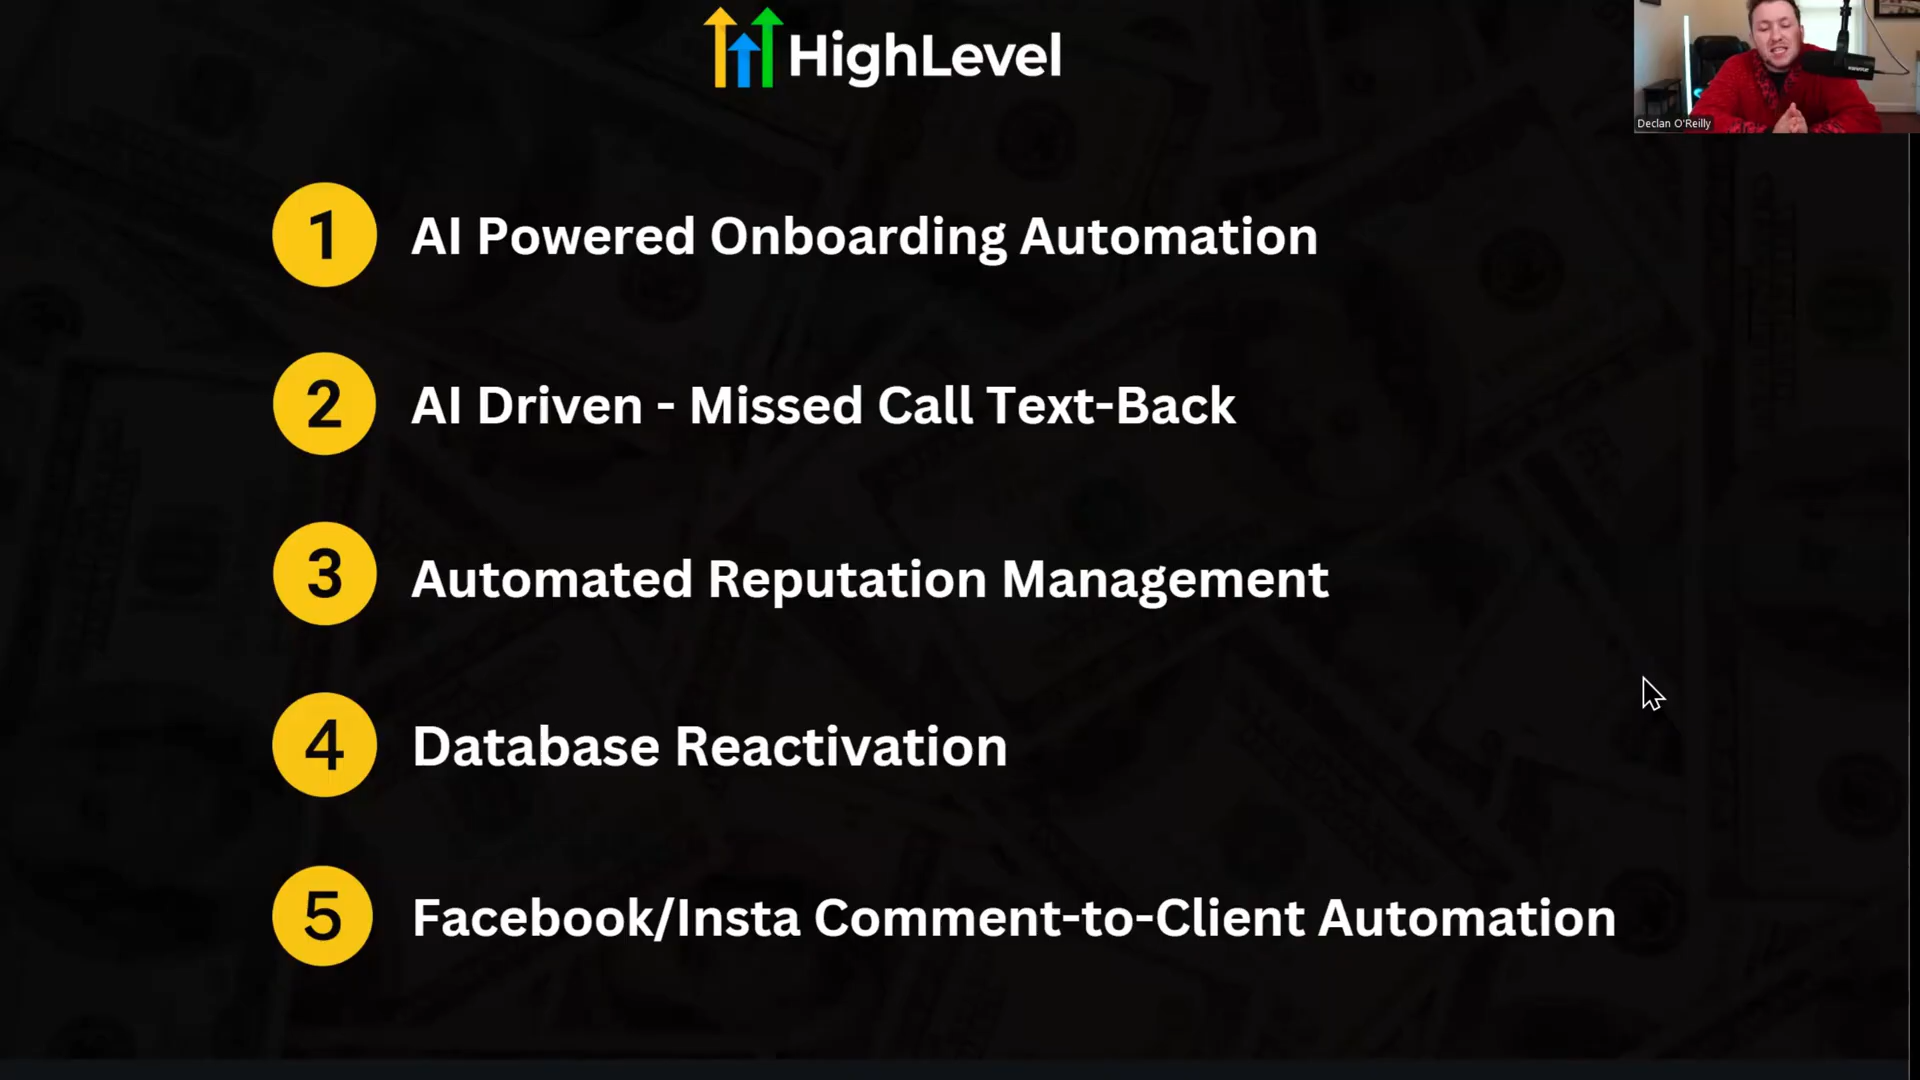 HighLevel
Declan O'Reilly
1 AI Powered Onboarding Automation
2 AI Driven - Missed Call Text-Back
3 Automated Reputation Management
4 Database Reactivation
5 Facebook/Insta Comment-to-Client Automation